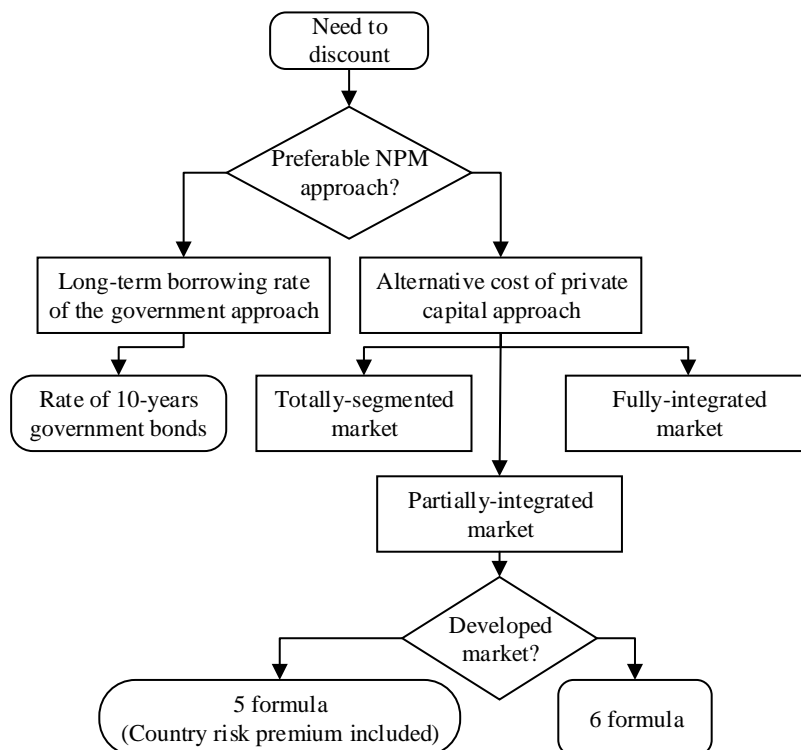 Need to
discount
Preferable NPM
approach?
Long-term borrowing rate
of the government approach
Alternative cost of private
capital approach
Rate of 10-years
government bonds
Totally-segmented
market
Fully-integrated
market
Partially-integrated
market
Developed
market?
5 formula
(Country risk premium included)
6 formula